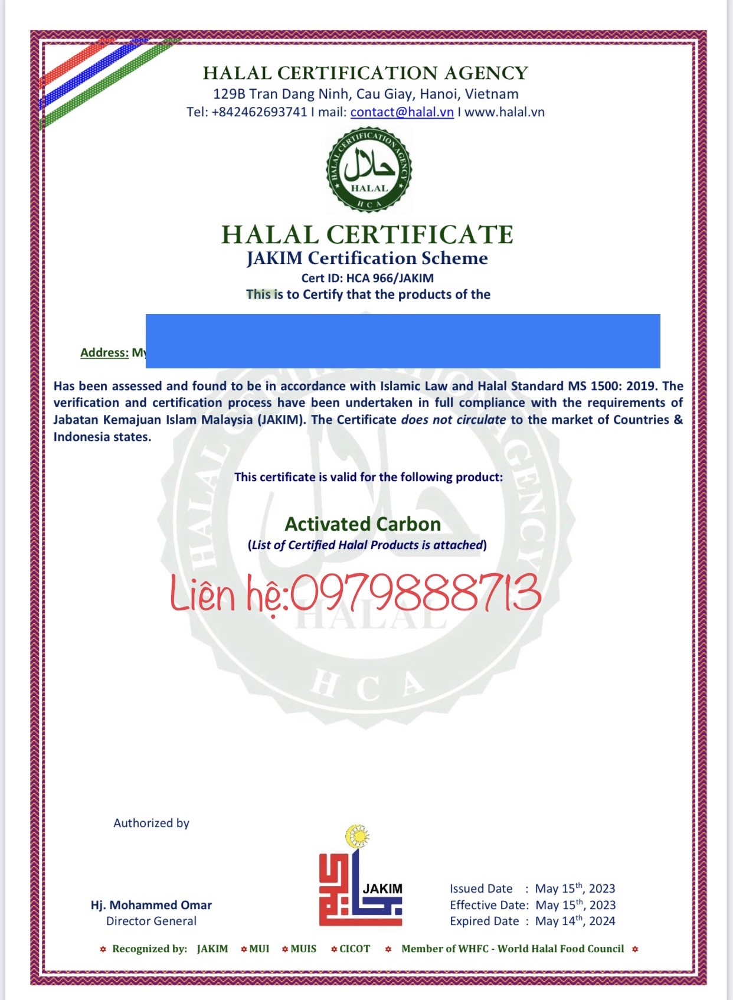 HALAL CERTIFICATION AGENCY
129B Tran Dang Ninh, Cau Giay, Hanoi, Vietnam
Tel: +842462693741 I mail: contact@halal.vn I www.halal.vn
HALAL CERTIFICATION AGENCY
حلال
HALAL
HCA
HALAL CERTIFICATE
JAKIM Certification Scheme
Cert ID: HCA 966/JAKIM
This is to Certify that the products of the
Address:
Has been assessed and found to be in accordance with Islamic Law and Halal Standard MS 1500: 2019. The
verification and certification process have been undertaken in full compliance with the requirements of
Jabatan Kemajuan Islam Malaysia (JAKIM). The Certificate does not circulate to the market of Countries &
Indonesia states.
This certificate is valid for the following product:
Activated Carbon
(List of Certified Halal Products is attached)
Liên hệ:0979888713
HALAL CERTIFICATION AGENCY
حلال
HALAL
HCA
Authorized by
JAKIM
Hj. Mohammed Omar
Director General
Issued Date : May 15th, 2023
Effective Date: May 15th, 2023
Expired Date : May 14th, 2024
✡ Recognized by: JAKIM ✡ MUI ✡ MUIS ✡ CICOT ✡ Member of WHFC - World Halal Food Council ✡